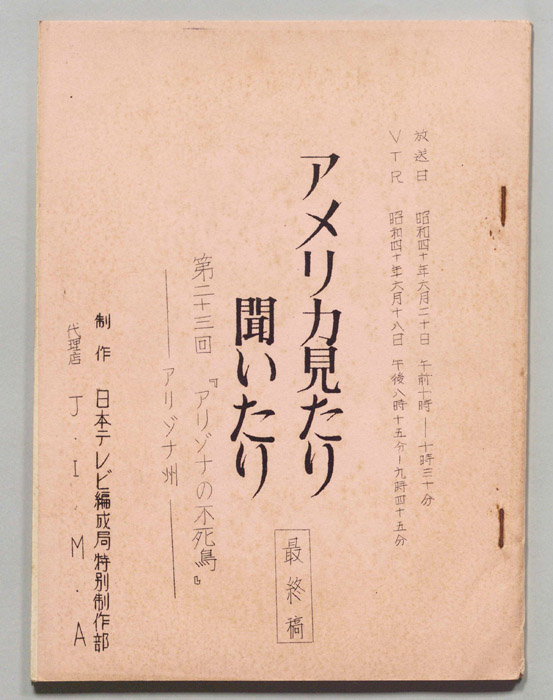 放送日 昭和四十年六月二十日 午前十時―十時三十分
VTR 昭和四十年六月十八日 午後八時十五分―九時四十五分
アメリカ見たり
聞いたり
最終稿
第二十三回 『アリゾナの不死鳥』
―― アリゾナ州 ――
制作 日本テレビ編成局特別制作部
代理店 J・I・M・A